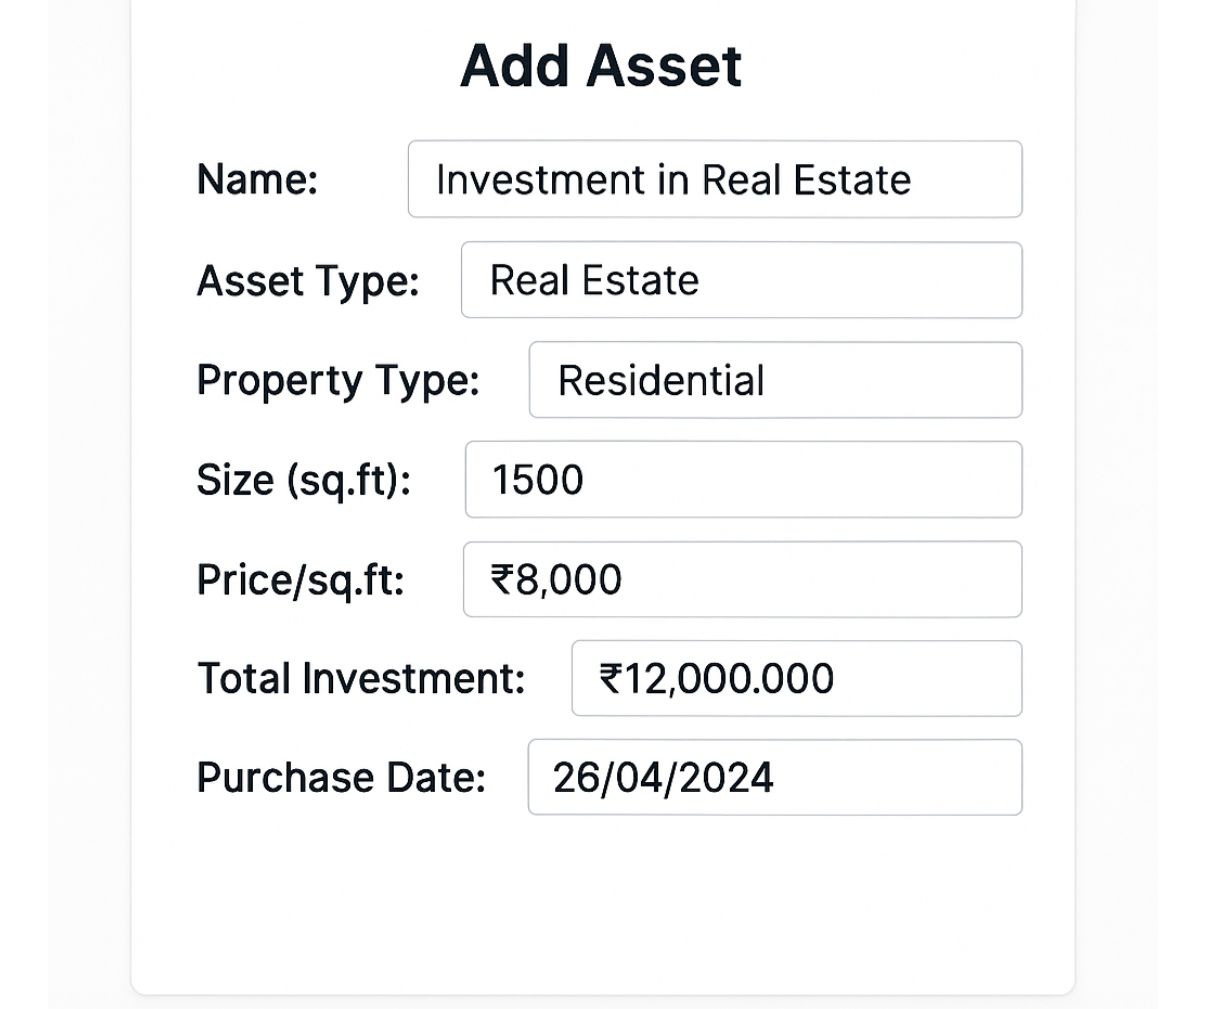 Add Asset
Name: Investment in Real Estate
Asset Type: Real Estate
Property Type: Residential
Size (sq.ft): 1500
Price/sq.ft: ₹8,000
Total Investment: ₹12,000.000
Purchase Date: 26/04/2024